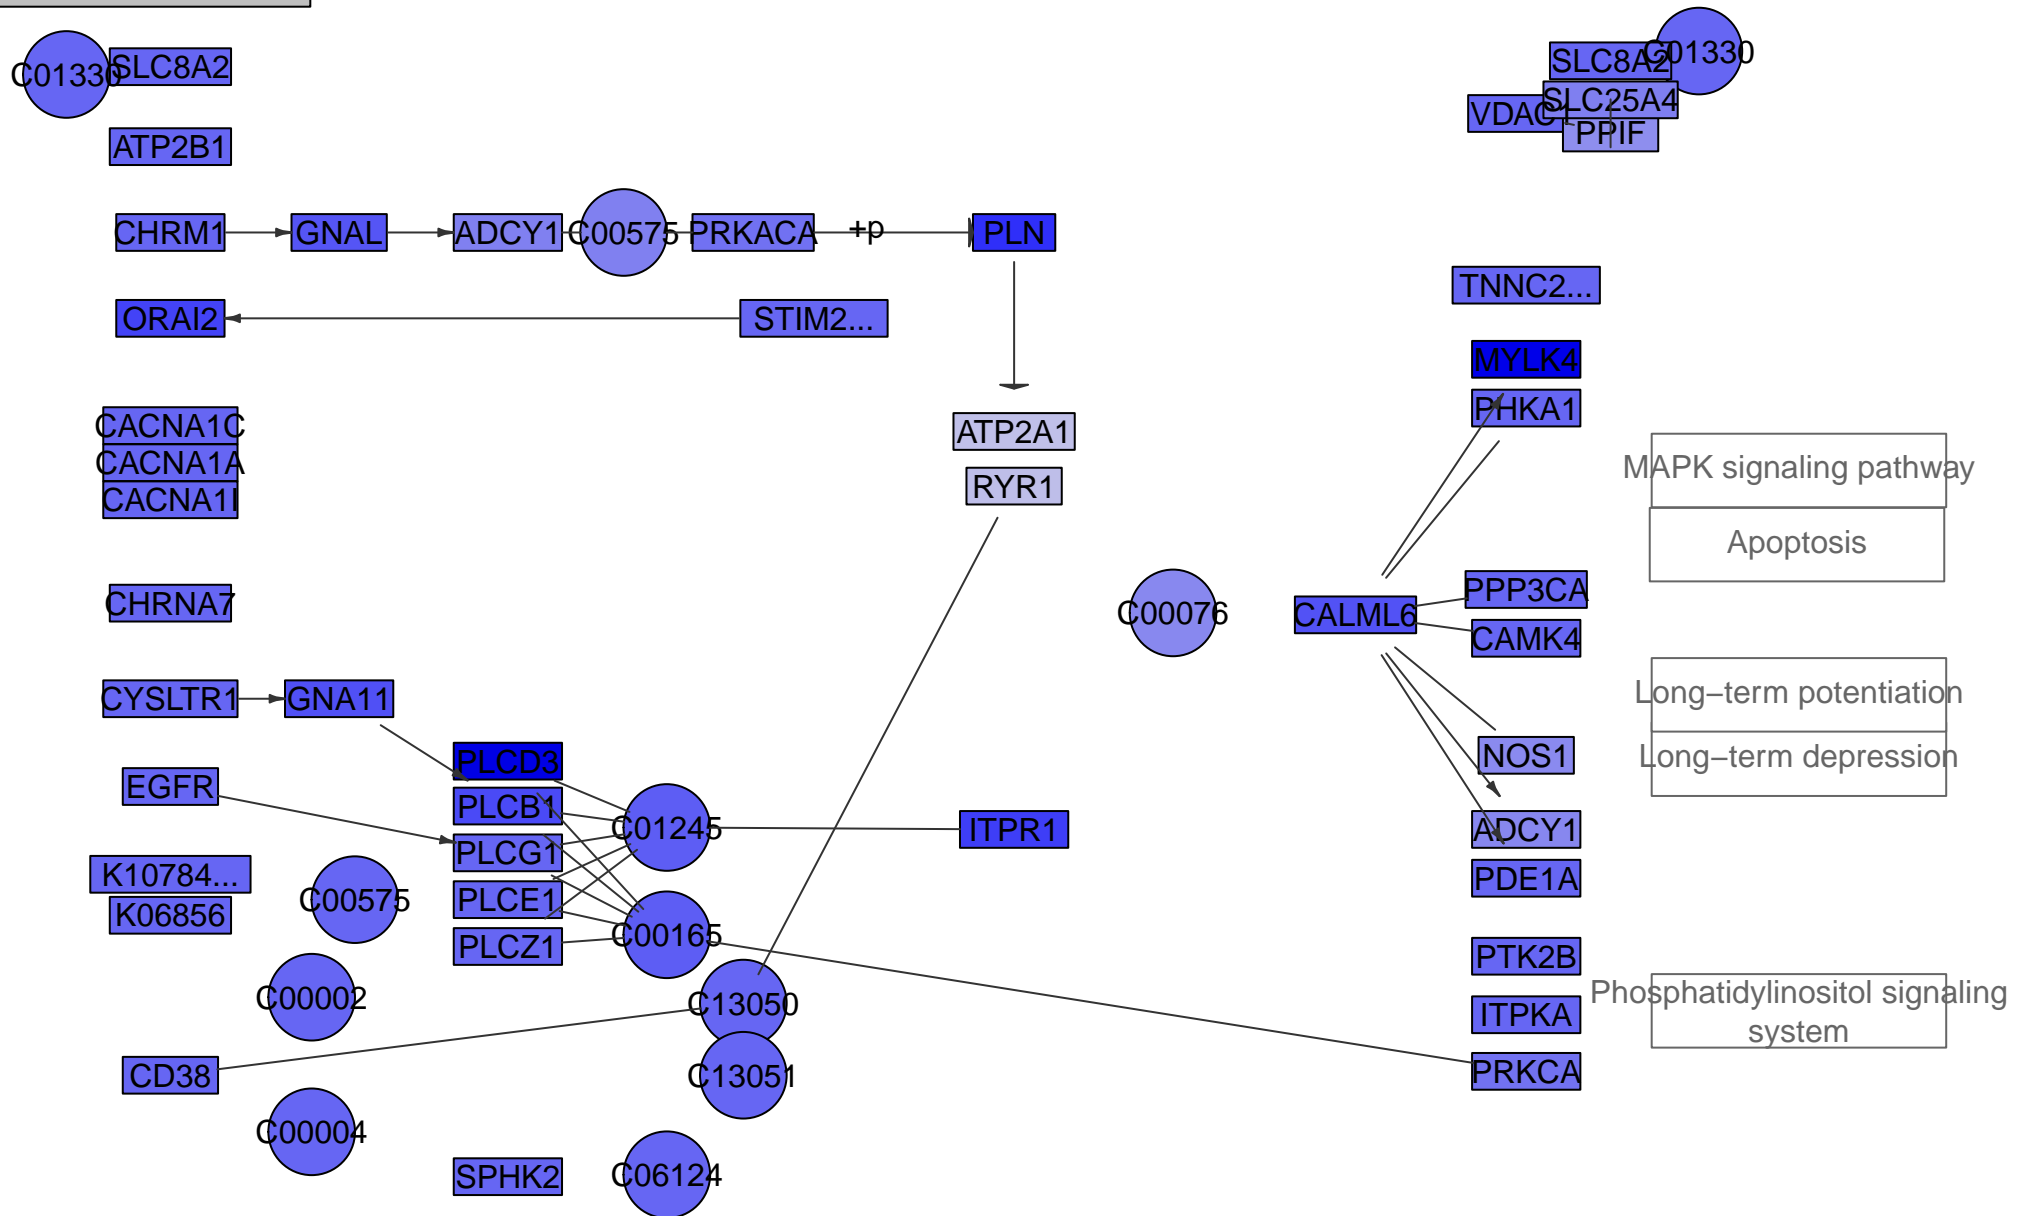 C01330
SLC8A2
SLC8A2
C01330
SLC25A4
VDAC1
PPIF
ATP2B1
CHRM1
GNAL
ADCY1
C00575
PRKACA
+p
PLN
TNNC2...
ORAI2
STIM2...
MYLK4
PHKA1
CACNA1C
CACNA1A
CACNA1I
ATP2A1
RYR1
MAPK signaling pathway
Apoptosis
CHRNA7
C00076
CALML6
PPP3CA
CAMK4
CYSLTR1
GNA11
Long−term potentiation
Long−term depression
NOS1
PLCD3
EGFR
PLCB1
C01245
ITPR1
ADCY1
PLCG1
K10784...
PDE1A
C00575
PLCE1
K06856
C00165
PLCZ1
PTK2B
C00002
C13050
Phosphatidylinositol signaling
system
ITPKA
CD38
C13051
PRKCA
C00004
SPHK2
C06124